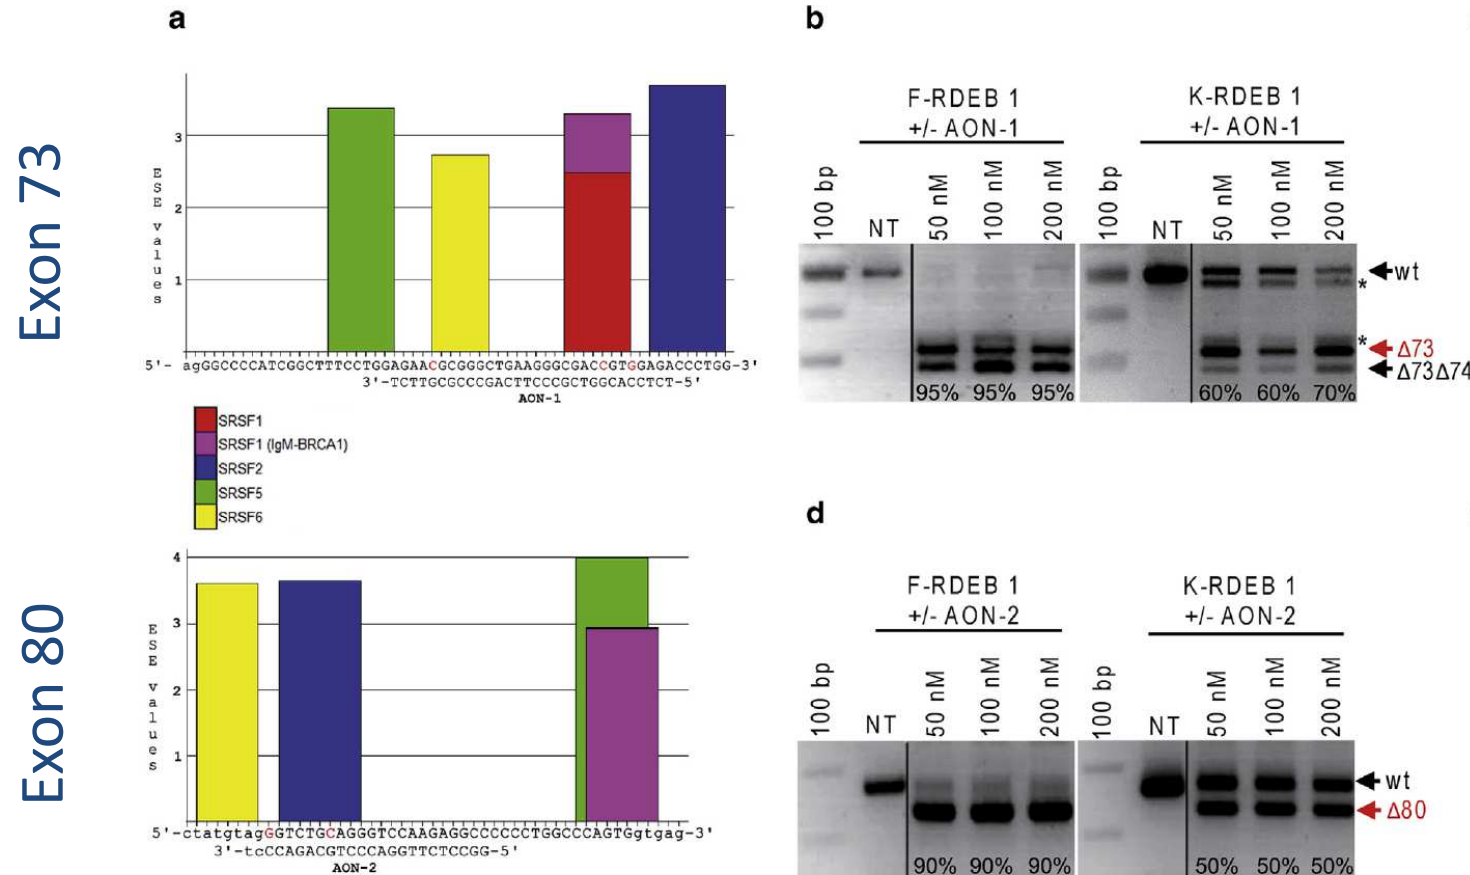 a
Exon 73
ESE values
3
2
1
5'- agGGCCCCATCGGCTTTCCTGGAGAACCGCGGGCTGAAGGGCGACCGTGGAGACCCTGG-3'
3'-TCTTGCGCCCGACTTCCCGCTGGCACCTCT-5'
AON-1
SRSF1
SRSF1 (IgM-BRCA1)
SRSF2
SRSF5
SRSF6
b
F-RDEB 1
+/- AON-1
K-RDEB 1
+/- AON-1
100 bp
NT
50 nM
100 nM
200 nM
100 bp
NT
50 nM
100 nM
200 nM
wt
*
*
Δ73
Δ73Δ74
95% 95% 95%
60% 60% 70%
Exon 80
ESE values
4
3
2
1
5'-ctatgtagGGTCTGCAGGGTCCAAGAGGCCCCCCTGGCCCAGTGgtgag-3'
3'-tcCCAGACGTCCCAGGTTCTCCGG-5'
AON-2
d
F-RDEB 1
+/- AON-2
K-RDEB 1
+/- AON-2
100 bp
NT
50 nM
100 nM
200 nM
100 bp
NT
50 nM
100 nM
200 nM
wt
Δ80
90% 90% 90%
50% 50% 50%